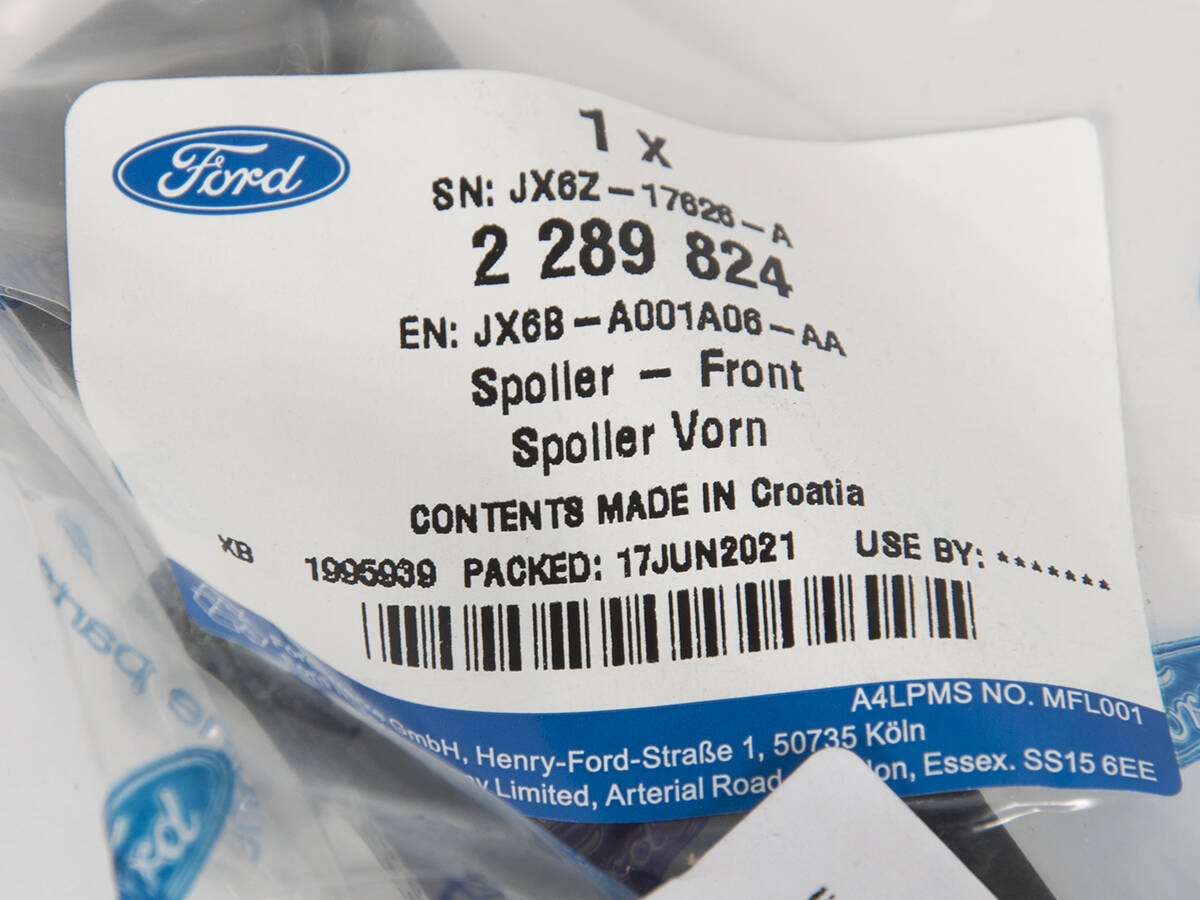 Ford
1 x
SN: JX6Z-17626-A
2 289 824
EN: JX6B-A001A06-AA
Spoiler - Front
Spoiler Vorn
CONTENTS MADE IN Croatia
XB 1995939 PACKED: 17JUN2021 USE BY: *******
A4LPMS NO. MFL001
GmbH, Henry-Ford-Straße 1, 50735 Köln
Limited, Arterial Road, Essex. SS15 6EE